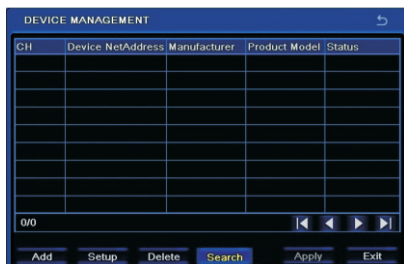 DEVICE MANAGEMENT
CH Device NetAddress Manufacturer Product Model Status
0/0
Add Setup Delete Search Apply Exit